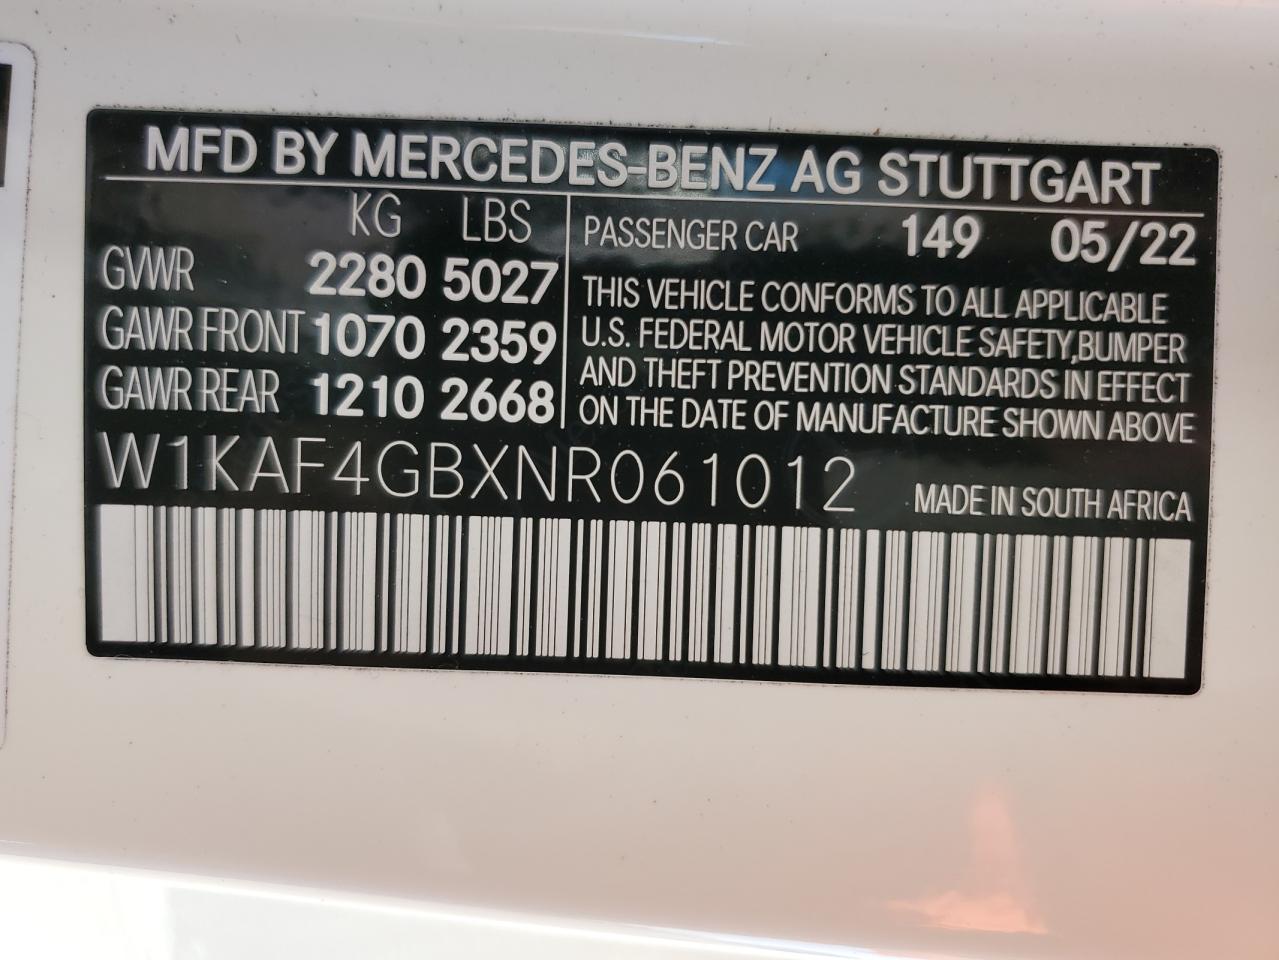 MFD BY MERCEDES-BENZ AG STUTTGART
KG LBS
GVWR 2280 5027
GAWR FRONT 1070 2359
GAWR REAR 1210 2668
PASSENGER CAR 149 05/22
THIS VEHICLE CONFORMS TO ALL APPLICABLE
U.S. FEDERAL MOTOR VEHICLE SAFETY,BUMPER
AND THEFT PREVENTION STANDARDS IN EFFECT
ON THE DATE OF MANUFACTURE SHOWN ABOVE
W1KAF4GBXNR061012
MADE IN SOUTH AFRICA